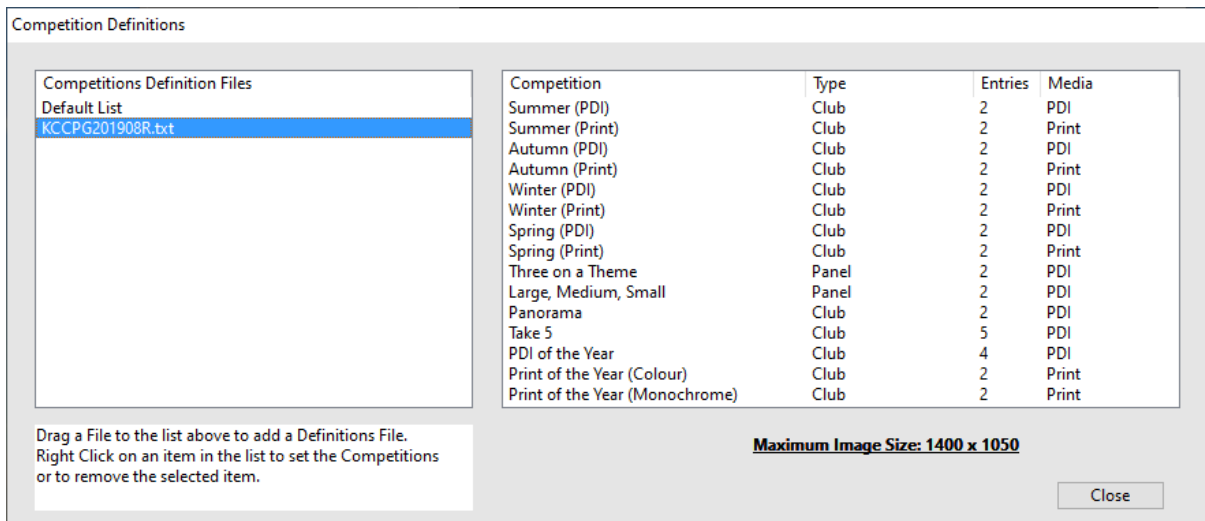 Competition Definitions
Competitions Definition Files
Default List
KCCPG201908R.txt
Competition Type Entries Media
Summer (PDI) Club 2 PDI
Summer (Print) Club 2 Print
Autumn (PDI) Club 2 PDI
Autumn (Print) Club 2 Print
Winter (PDI) Club 2 PDI
Winter (Print) Club 2 Print
Spring (PDI) Club 2 PDI
Spring (Print) Club 2 Print
Three on a Theme Panel 2 PDI
Large, Medium, Small Panel 2 PDI
Panorama Club 2 PDI
Take 5 Club 5 PDI
PDI of the Year Club 4 PDI
Print of the Year (Colour) Club 2 Print
Print of the Year (Monochrome) Club 2 Print
Drag a File to the list above to add a Definitions File.
Right Click on an item in the list to set the Competitions
or to remove the selected item.
Maximum Image Size: 1400 x 1050
Close